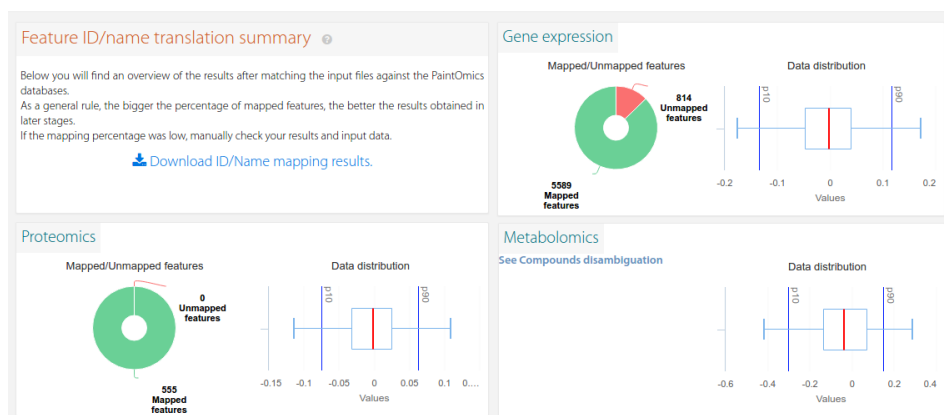 Feature ID/name translation summary
Below you will find an overview of the results after matching the input files against the PaintOmics
databases.
As a general rule, the bigger the percentage of mapped features, the better the results obtained in
later stages.
If the mapping percentage was low, manually check your results and input data.
Download ID/Name mapping results.
Gene expression
Mapped/Unmapped features
814
Unmapped
features
5589
Mapped
features
Data distribution
p10
p90
-0.2 -0.1 0 0.1 0.2
Values
Proteomics
Mapped/Unmapped features
0
Unmapped
features
555
Mapped
features
Data distribution
p10
p90
-0.15 -0.1 -0.05 0 0.05 0.1 0....
Values
Metabolomics
See Compounds disambiguation
Data distribution
p10
p90
-0.6 -0.4 -0.2 0 0.2 0.4
Values